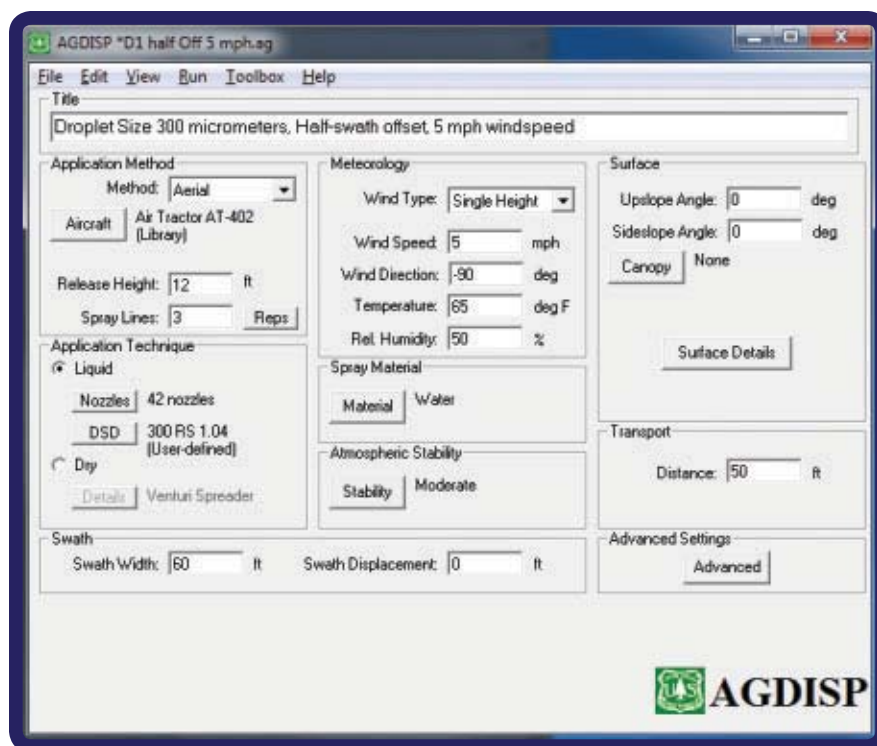 AGDISP *D1 half Off 5 mph.ag
File Edit View Run Toolbox Help
Title
Droplet Size 300 micrometers, Half-swath offset, 5 mph windspeed
Application Method
Method: Aerial
Aircraft Air Tractor AT-402
(Library)
Release Height: 12 ft
Spray Lines: 3 Reps
Application Technique
Liquid
Nozzles 42 nozzles
DSD 300 RS 1.04
(User-defined)
Dry
Details Venturi Spreader
Meteorology
Wind Type: Single Height
Wind Speed: 5 mph
Wind Direction: -90 deg
Temperature: 65 deg F
Rel. Humidity: 50 %
Spray Material
Material Water
Atmospheric Stability
Stability Moderate
Surface
Upslope Angle: 0 deg
Sideslope Angle: 0 deg
Canopy None
Surface Details
Transport
Distance: 50 ft
Swath
Swath Width: 60 ft Swath Displacement: 0 ft
Advanced Settings
Advanced
UAS AGDISP